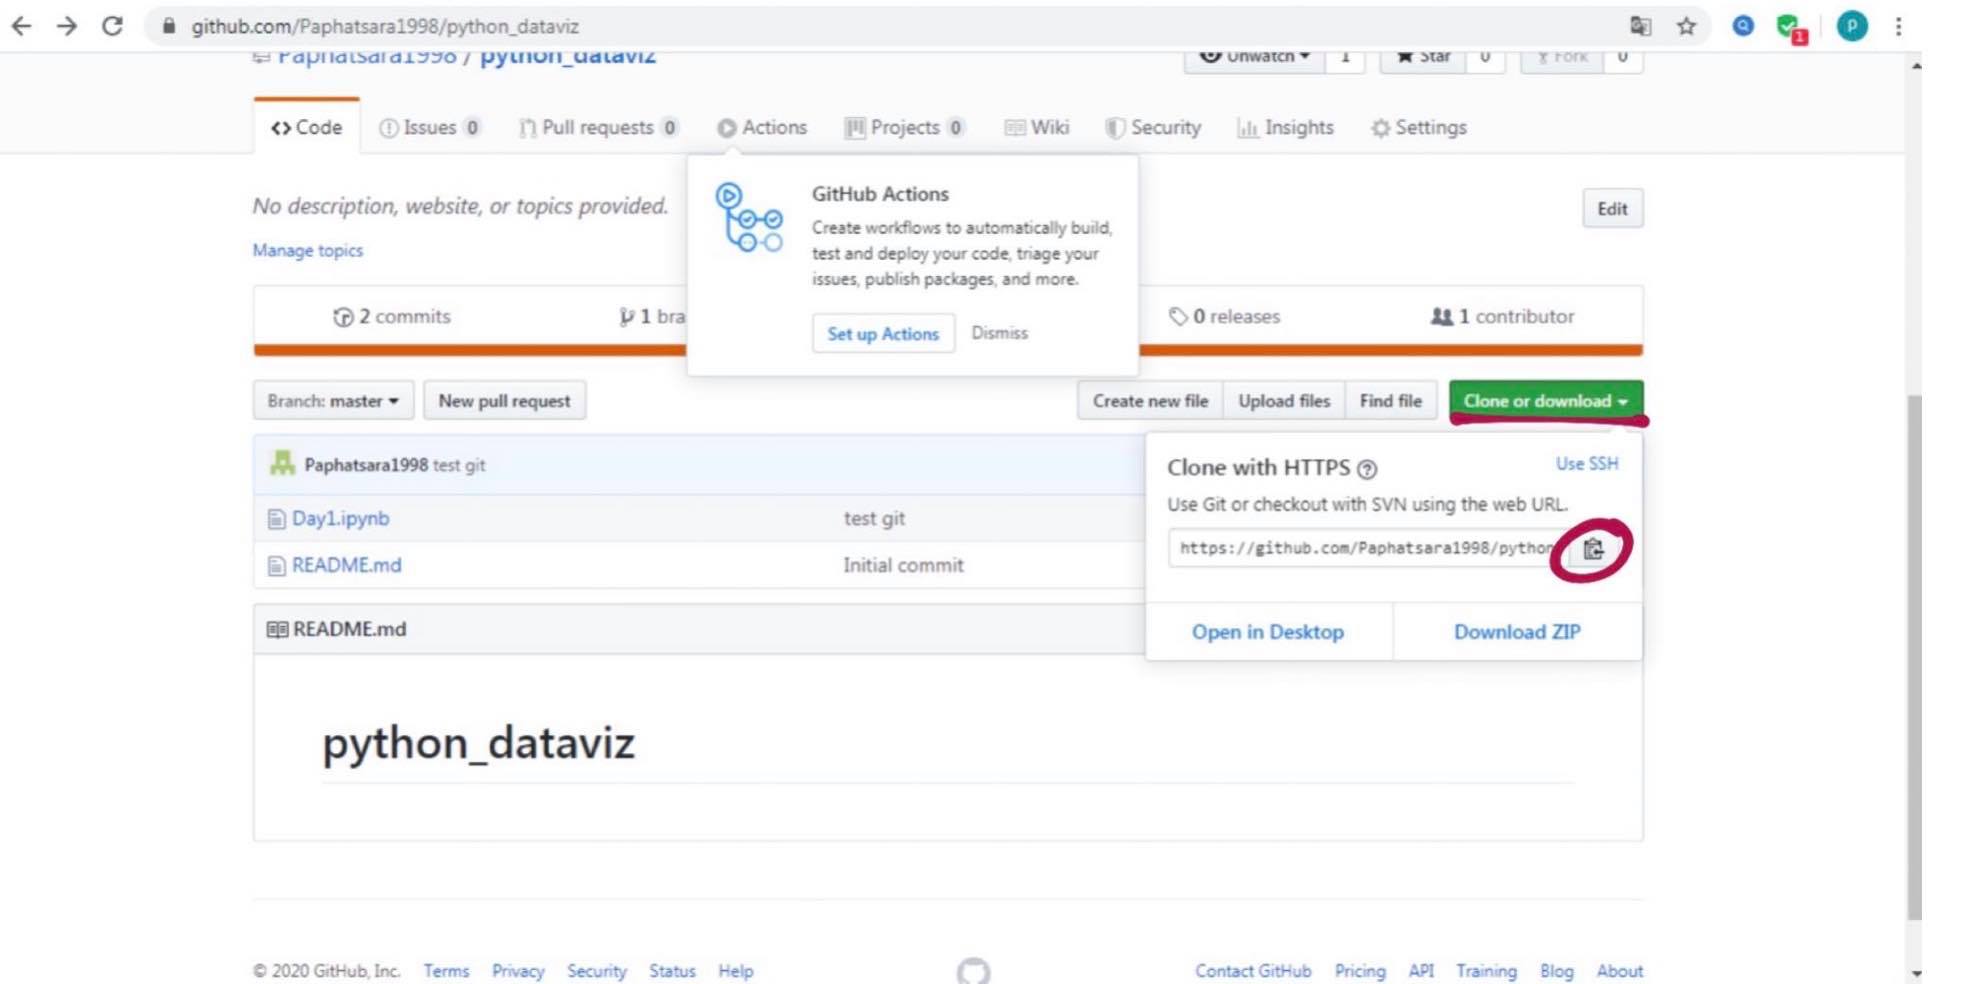 github.com/Paphatsara1998/python_dataviz
Paphatsara1998 / python_dataviz
Unwatch 1 Star 0 Fork 0
Code Issues 0 Pull requests 0 Actions Projects 0 Wiki Security Insights Settings
GitHub Actions
Create workflows to automatically build,
test and deploy your code, triage your
issues, publish packages, and more.
Set up Actions Dismiss
No description, website, or topics provided.
Edit
Manage topics
2 commits 1 bra 0 releases 1 contributor
Branch: master New pull request Create new file Upload files Find file Clone or download
Paphatsara1998 test git
Day1.ipynb test git
README.md Initial commit
Clone with HTTPS Use SSH
Use Git or checkout with SVN using the web URL.
https://github.com/Paphatsara1998/python
Open in Desktop Download ZIP
README.md
python_dataviz
© 2020 GitHub, Inc. Terms Privacy Security Status Help Contact GitHub Pricing API Training Blog About
P
1